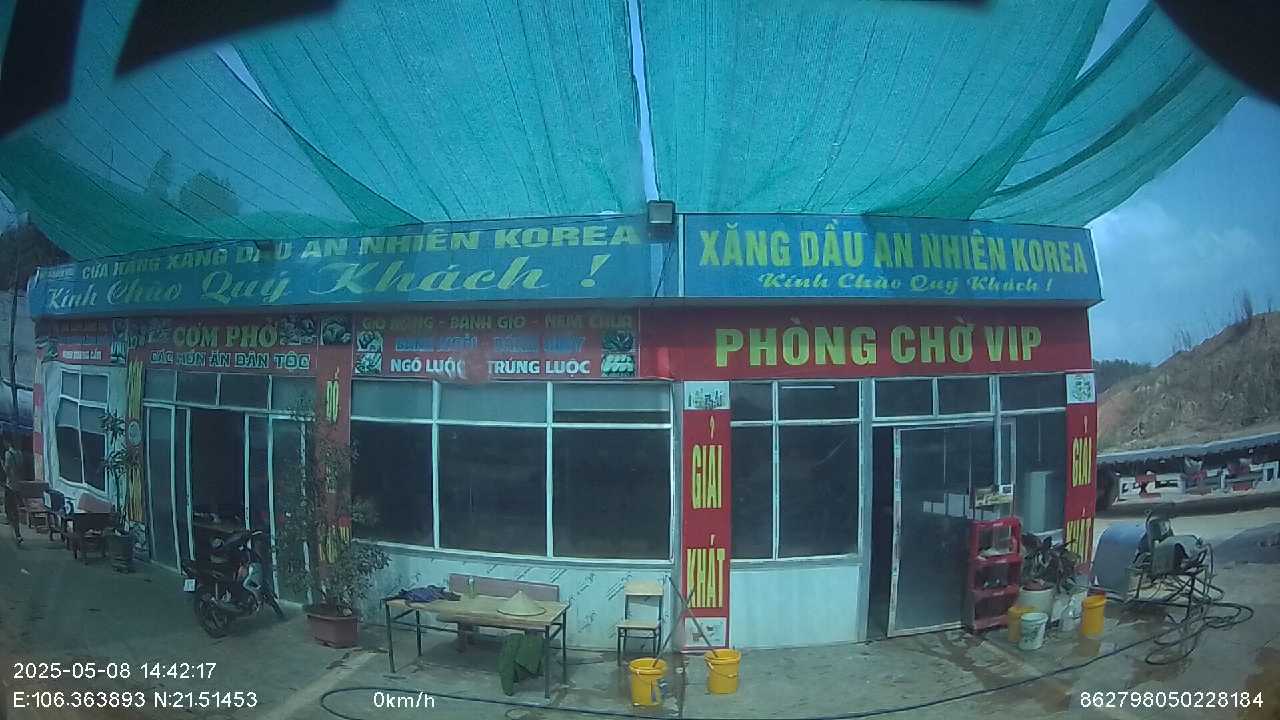 CỬA HÀNG XĂNG DẦU AN NHIÊN KOREA
Kính Chào Quý Khách !
XĂNG DẦU AN NHIÊN KOREA
Kính Chào Quý Khách !
CƠM PHỞ
CÁC MÓN ĂN DÂN TỘC
GIÒ NÓNG - BÁNH GIÒ - NEM CHUA
NGÔ LUỘC TRỨNG LUỘC
PHÒNG CHỜ VIP
GIẢI
KHÁT
GIẢI
KHÁT
2025-05-08 14:42:17
E:106.363893 N:21.51453
0km/h
862798050228184